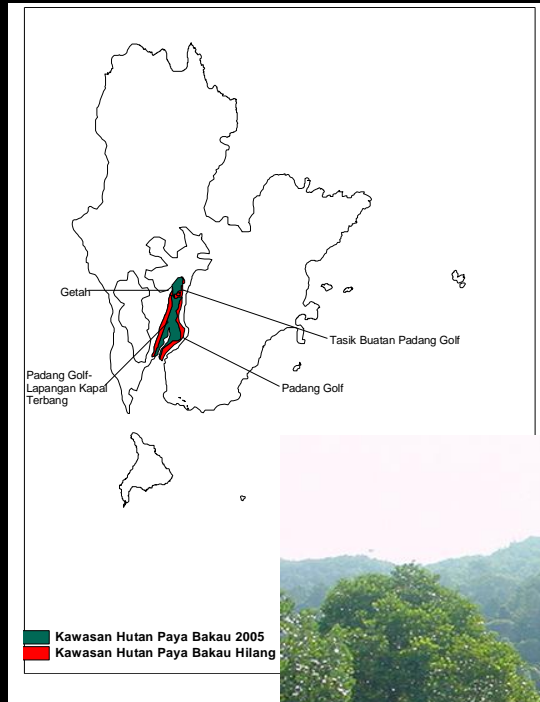 Getah
Tasik Buatan Padang Golf
Padang Golf-
Lapangan Kapal
Terbang
Padang Golf
Kawasan Hutan Paya Bakau 2005
Kawasan Hutan Paya Bakau Hilang